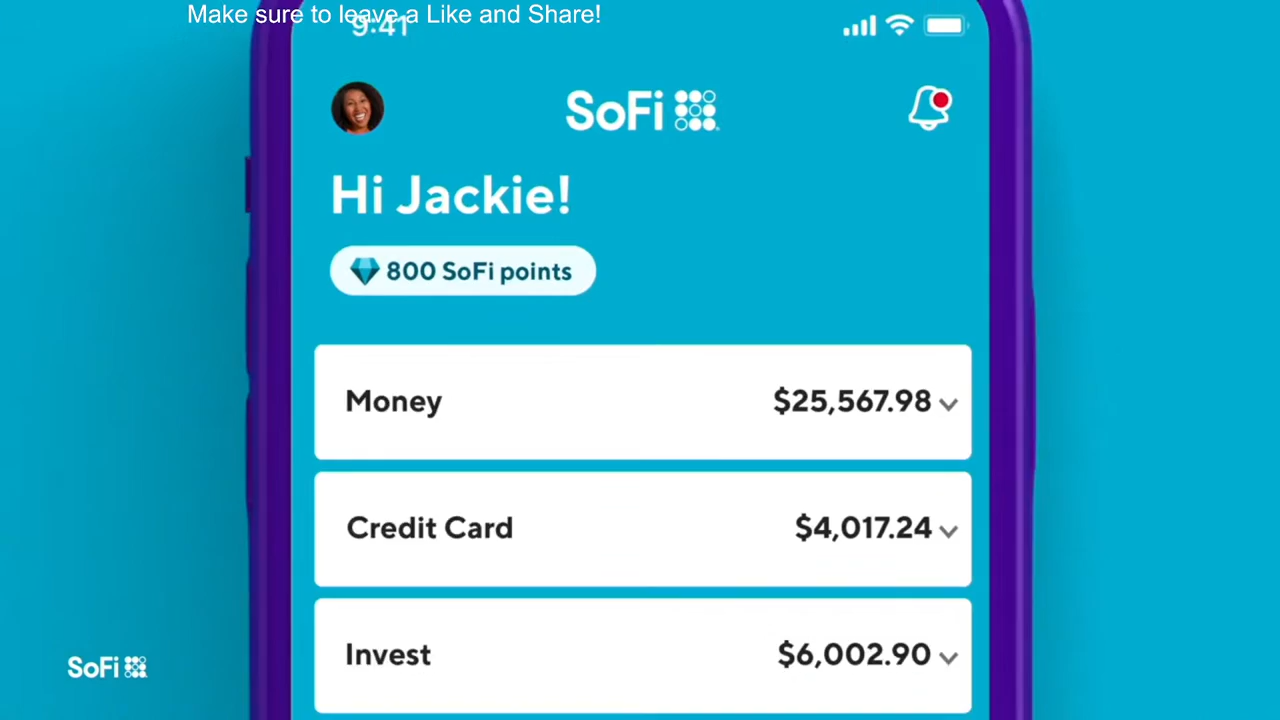 Make sure to leave a Like and Share!
9:41
SoFi
Hi Jackie!
800 SoFi points
Money $25,567.98
Credit Card $4,017.24
Invest $6,002.90
SoFi